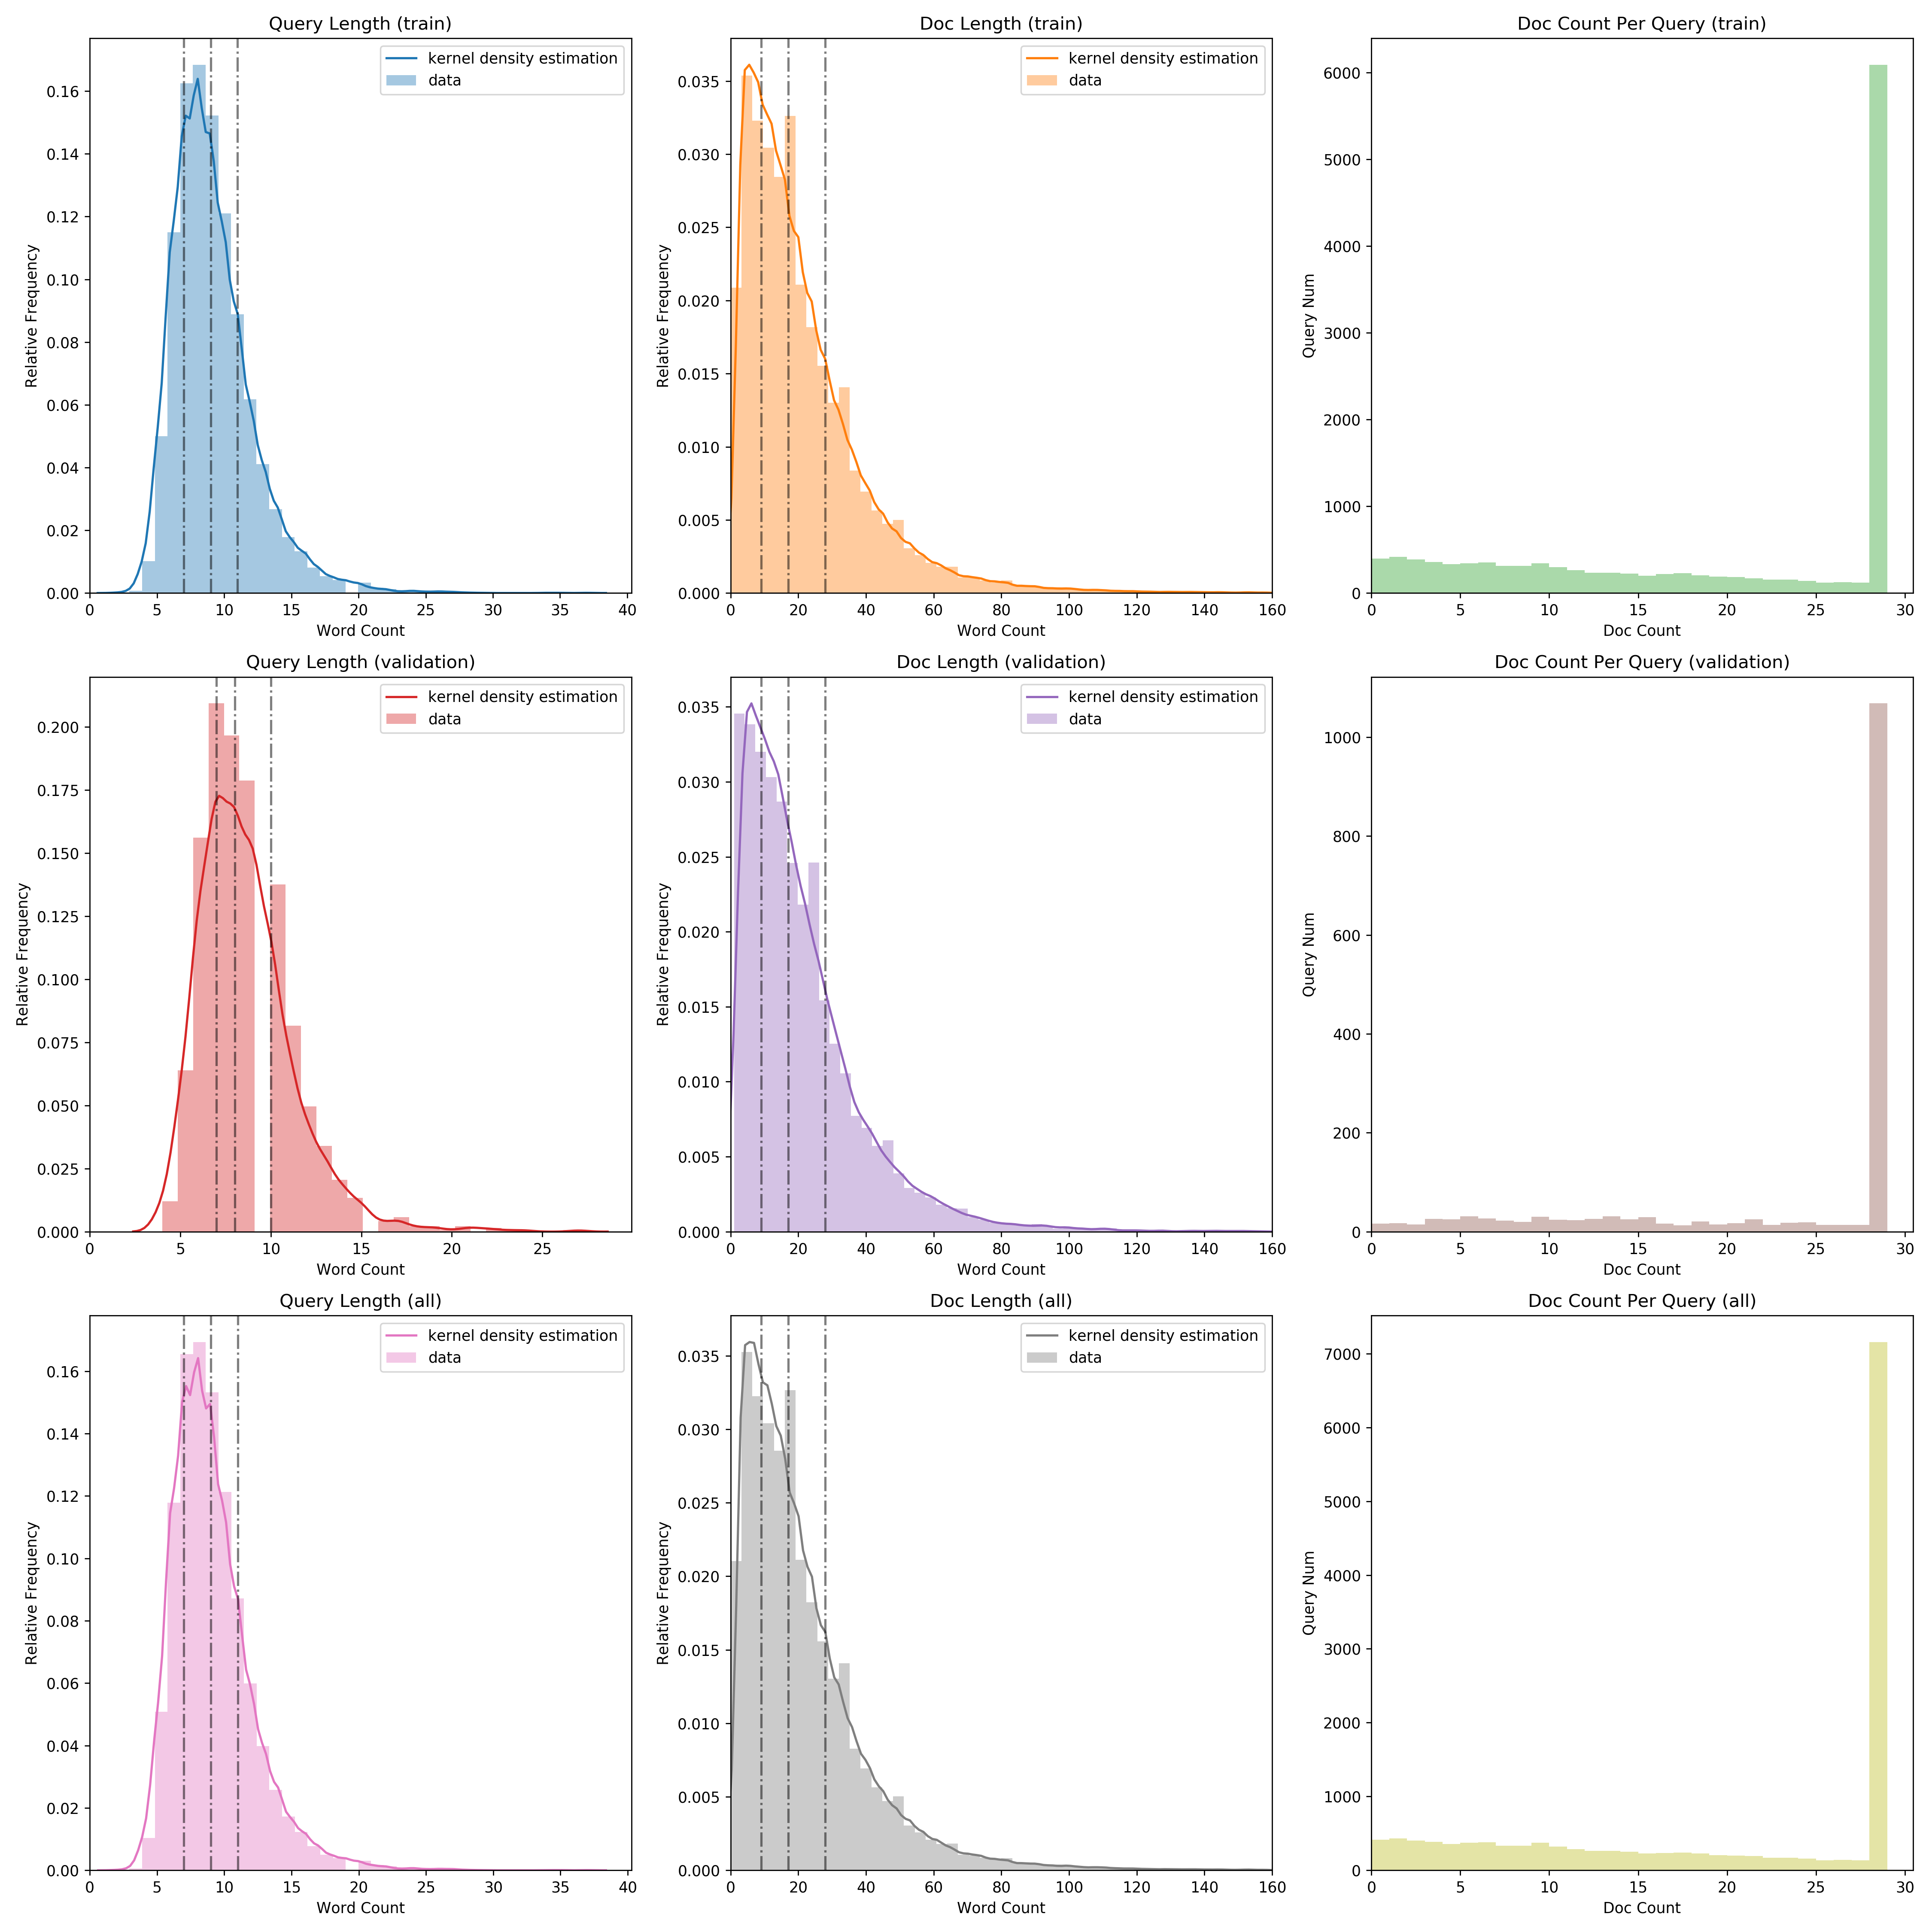 Query Length (train)
kernel density estimation
data
0.16
0.14
0.12
0.10
0.08
0.06
0.04
0.02
0.00
Relative Frequency
0 5 10 15 20 25 30 35 40
Word Count
Doc Length (train)
kernel density estimation
data
0.035
0.030
0.025
0.020
0.015
0.010
0.005
0.000
Relative Frequency
0 20 40 60 80 100 120 140 160
Word Count
Doc Count Per Query (train)
6000
5000
4000
3000
2000
1000
0
Query Num
0 5 10 15 20 25 30
Doc Count
Query Length (validation)
kernel density estimation
data
0.200
0.175
0.150
0.125
0.100
0.075
0.050
0.025
0.000
Relative Frequency
0 5 10 15 20 25
Word Count
Doc Length (validation)
kernel density estimation
data
0.035
0.030
0.025
0.020
0.015
0.010
0.005
0.000
Relative Frequency
0 20 40 60 80 100 120 140 160
Word Count
Doc Count Per Query (validation)
1000
800
600
400
200
0
Query Num
0 5 10 15 20 25 30
Doc Count
Query Length (all)
kernel density estimation
data
0.16
0.14
0.12
0.10
0.08
0.06
0.04
0.02
0.00
Relative Frequency
0 5 10 15 20 25 30 35 40
Word Count
Doc Length (all)
kernel density estimation
data
0.035
0.030
0.025
0.020
0.015
0.010
0.005
0.000
Relative Frequency
0 20 40 60 80 100 120 140 160
Word Count
Doc Count Per Query (all)
7000
6000
5000
4000
3000
2000
1000
0
Query Num
0 5 10 15 20 25 30
Doc Count